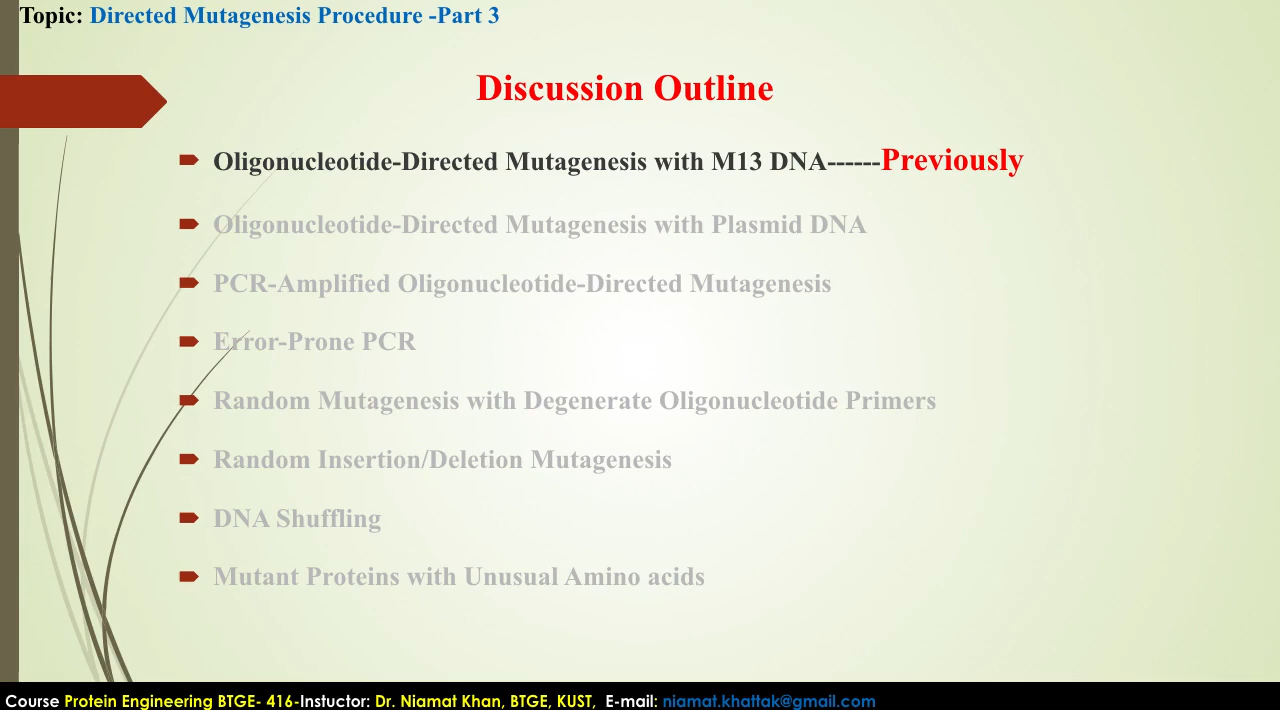 Topic: Directed Mutagenesis Procedure -Part 3
Discussion Outline
Oligonucleotide-Directed Mutagenesis with M13 DNA------Previously
Oligonucleotide-Directed Mutagenesis with Plasmid DNA
PCR-Amplified Oligonucleotide-Directed Mutagenesis
Error-Prone PCR
Random Mutagenesis with Degenerate Oligonucleotide Primers
Random Insertion/Deletion Mutagenesis
DNA Shuffling
Mutant Proteins with Unusual Amino acids
Course Protein Engineering BTGE- 416-Instuctor: Dr. Niamat Khan, BTGE, KUST, E-mail: niamat.khattak@gmail.com